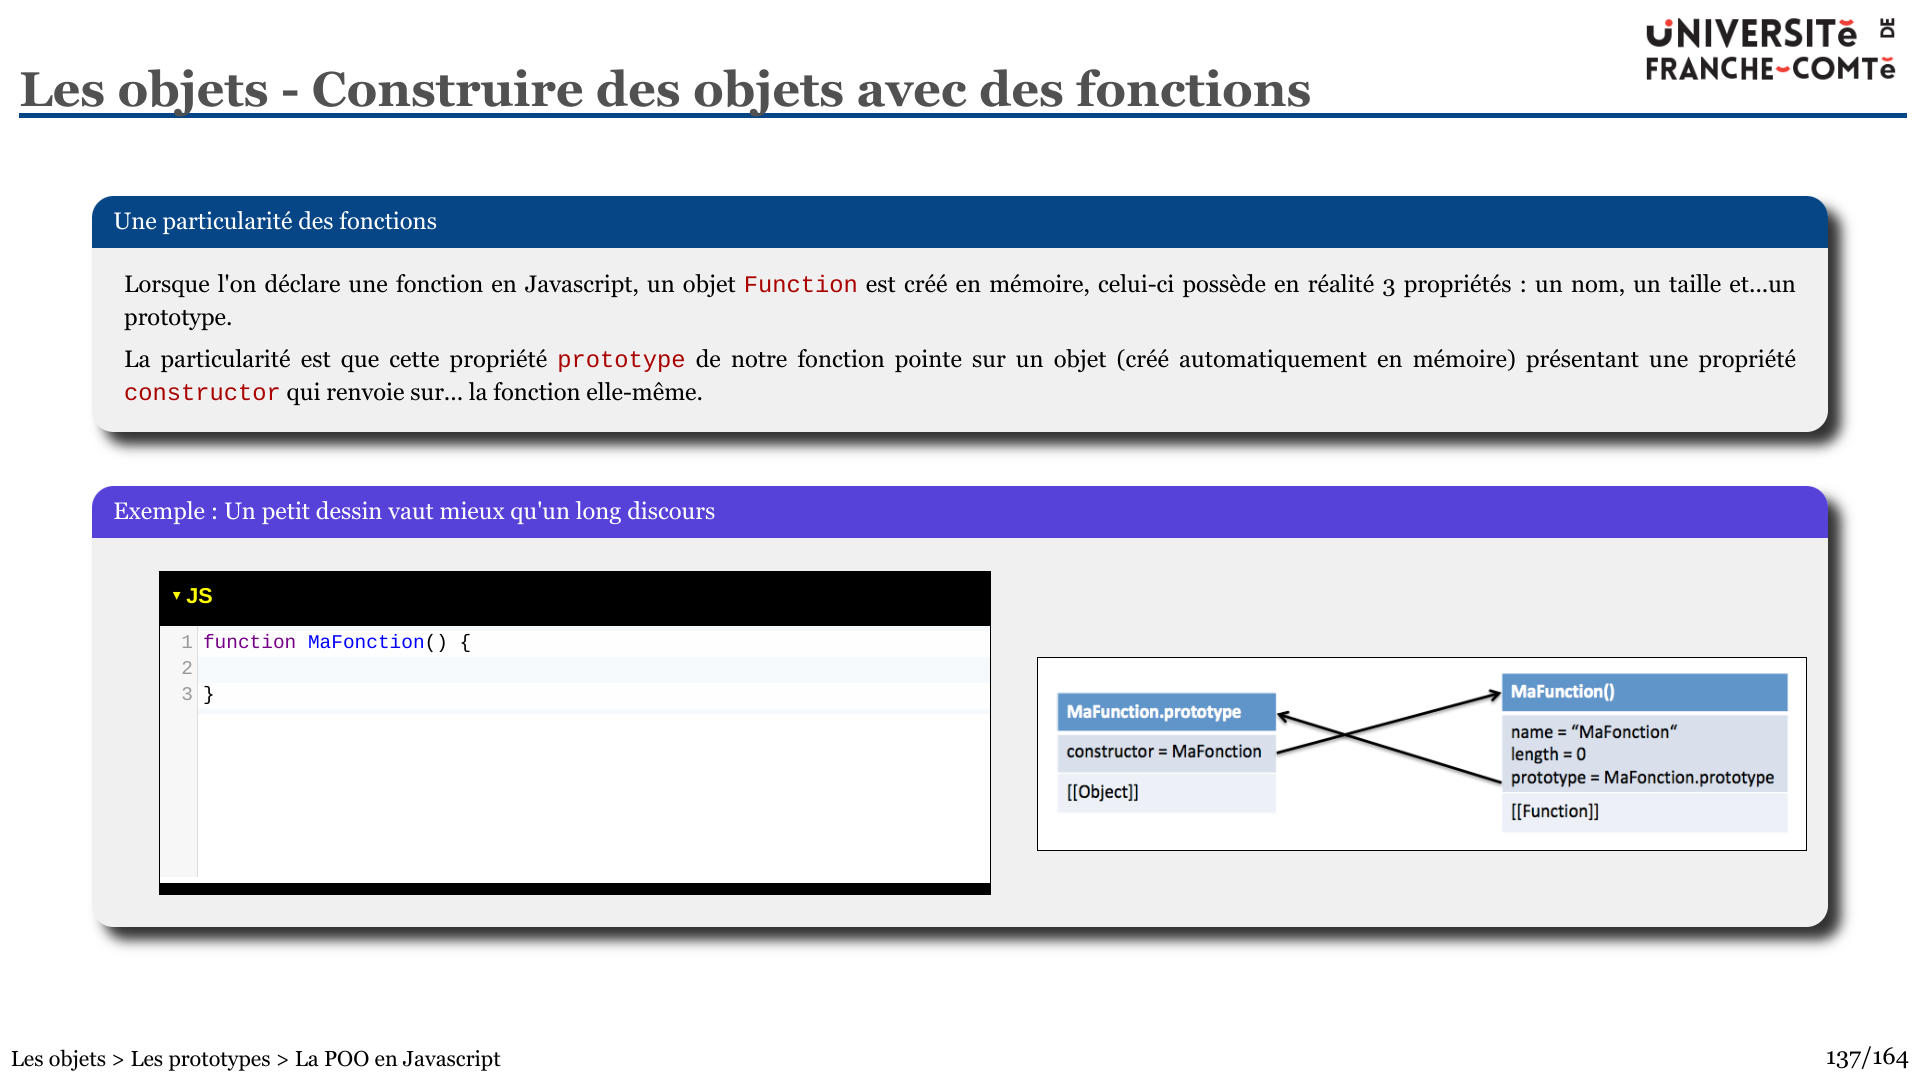 UNIVERSITĕ DE
FRANCHE-COMTĕ
Les objets - Construire des objets avec des fonctions
Une particularité des fonctions
Lorsque l'on déclare une fonction en Javascript, un objet Function est créé en mémoire, celui-ci possède en réalité 3 propriétés : un nom, un taille et...un
prototype.
La particularité est que cette propriété prototype de notre fonction pointe sur un objet (créé automatiquement en mémoire) présentant une propriété
constructor qui renvoie sur... la fonction elle-même.
Exemple : Un petit dessin vaut mieux qu'un long discours
▼ JS
1 function MaFonction() {
2
3 }
MaFunction.prototype
constructor = MaFonction
[[Object]]
MaFunction()
name = “MaFonction“
length = 0
prototype = MaFonction.prototype
[[Function]]
Les objets > Les prototypes > La POO en Javascript
137/164